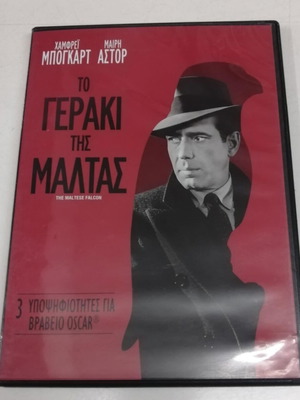 ΧΑΜΦΡΕΪ ΜΑΙΡΗ
ΜΠΟΓΚΑΡΤ ΑΣΤΟΡ
ΤΟ
ΓΕΡΑΚΙ
ΤΗΣ
ΜΑΛΤΑΣ
THE MALTESE FALCON
3 ΥΠΟΨΗΦΙΟΤΗΤΕΣ ΓΙΑ
ΒΡΑΒΕΙΟ OSCAR®